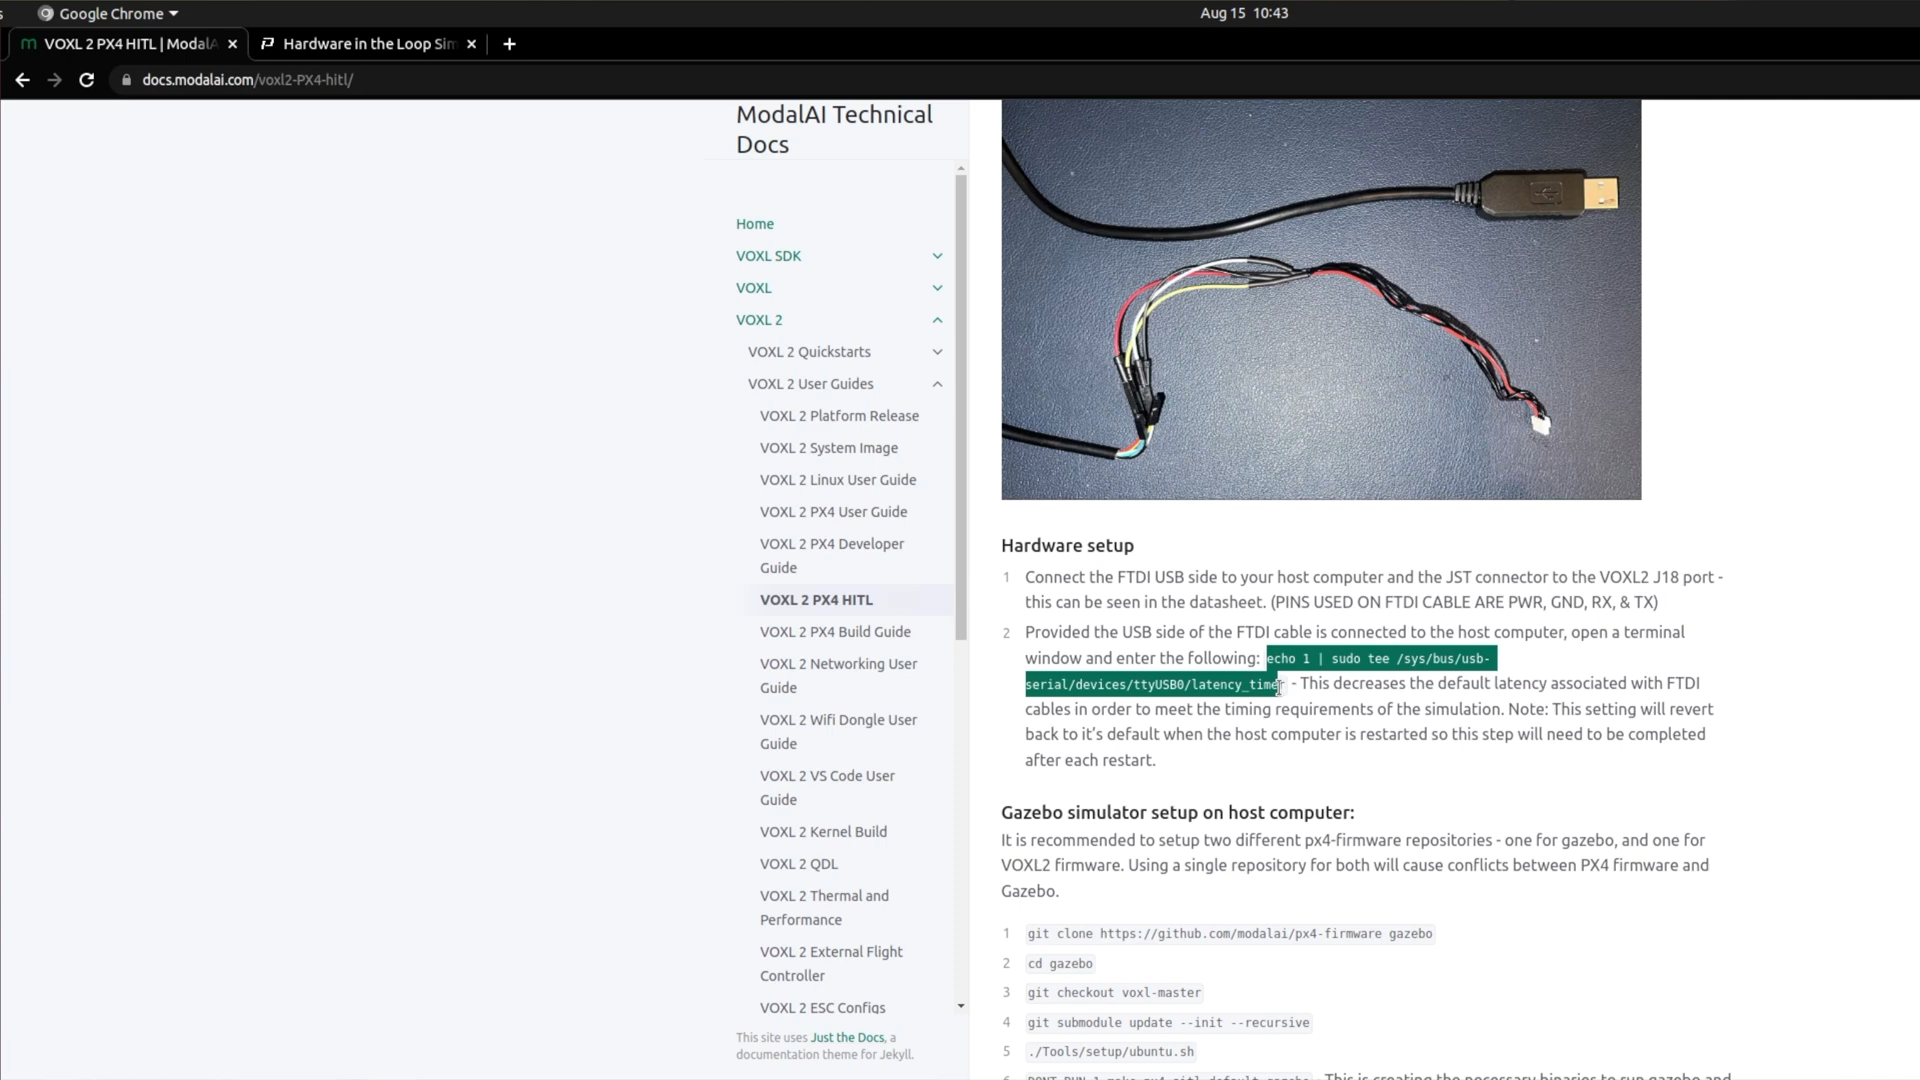 Google Chrome
Aug 15 10:43
VOXL 2 PX4 HITL | ModalA
Hardware in the Loop Sim
docs.modalai.com/voxl2-PX4-hitl/
ModalAI Technical
Docs
Home
VOXL SDK
VOXL
VOXL 2
VOXL 2 Quickstarts
VOXL 2 User Guides
VOXL 2 Platform Release
VOXL 2 System Image
VOXL 2 Linux User Guide
VOXL 2 PX4 User Guide
VOXL 2 PX4 Developer
Guide
VOXL 2 PX4 HITL
VOXL 2 PX4 Build Guide
VOXL 2 Networking User
Guide
VOXL 2 Wifi Dongle User
Guide
VOXL 2 VS Code User
Guide
VOXL 2 Kernel Build
VOXL 2 QDL
VOXL 2 Thermal and
Performance
VOXL 2 External Flight
Controller
VOXL 2 ESC Configs
This site uses Just the Docs, a
documentation theme for Jekyll.
Hardware setup
1 Connect the FTDI USB side to your host computer and the JST connector to the VOXL2 J18 port -
this can be seen in the datasheet. (PINS USED ON FTDI CABLE ARE PWR, GND, RX, & TX)
2 Provided the USB side of the FTDI cable is connected to the host computer, open a terminal
window and enter the following: echo 1 | sudo tee /sys/bus/usb-
serial/devices/ttyUSB0/latency_timer - This decreases the default latency associated with FTDI
cables in order to meet the timing requirements of the simulation. Note: This setting will revert
back to it's default when the host computer is restarted so this step will need to be completed
after each restart.
Gazebo simulator setup on host computer:
It is recommended to setup two different px4-firmware repositories - one for gazebo, and one for
VOXL2 firmware. Using a single repository for both will cause conflicts between PX4 firmware and
Gazebo.
1 git clone https://github.com/modalai/px4-firmware gazebo
2 cd gazebo
3 git checkout voxl-master
4 git submodule update --init --recursive
5 ./Tools/setup/ubuntu.sh
This is creating the necessary binaries to run gazebo and